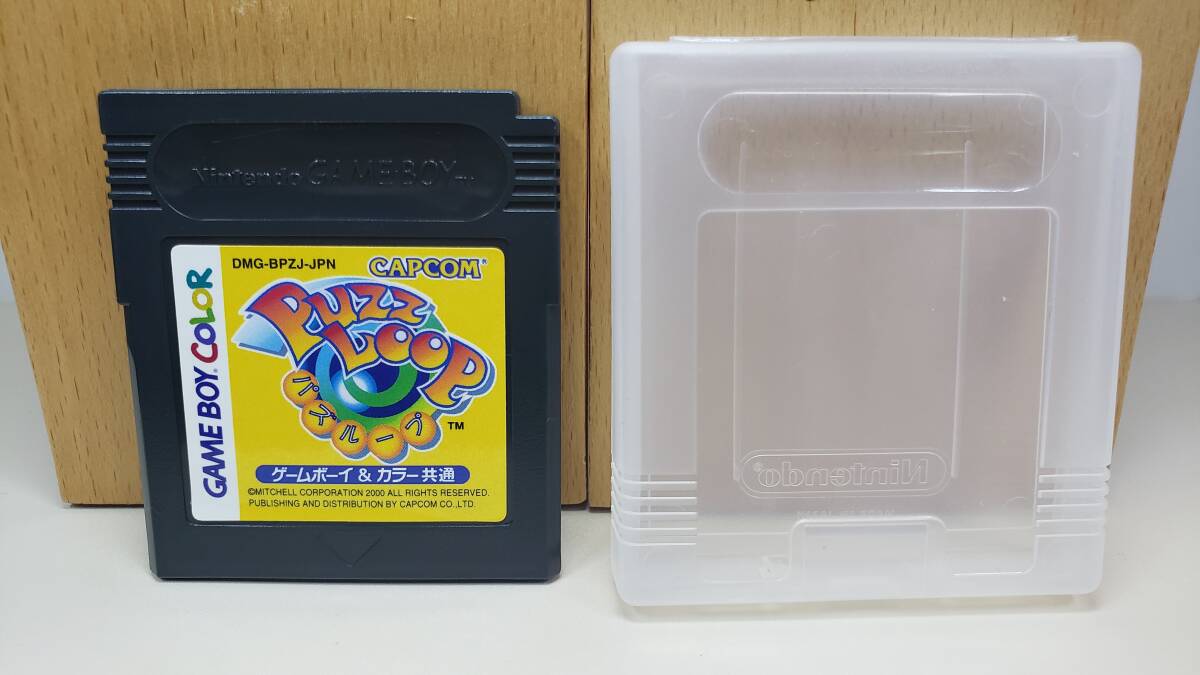 Nintendo GAME BOY TM
GAME BOY COLOR
DMG-BPZJ-JPN
CAPCOM®
PUZZ
LOOP
パズループ
TM
ゲームボーイ & カラー共通
©MITCHELL CORPORATION 2000 ALL RIGHTS RESERVED.
PUBLISHING AND DISTRIBUTION BY CAPCOM CO.,LTD.
Nintendo®